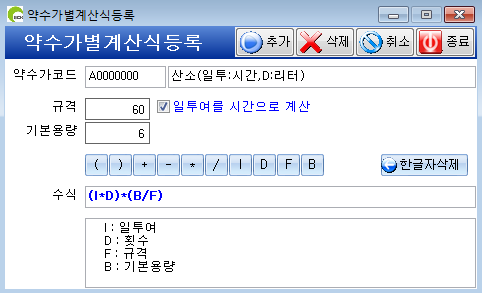 약수가별계산식등록
약수가별계산식등록 추가 삭제 취소 종료
약수가코드 A0000000 산소(일투:시간,D:리터)
규격 60 일투여를 시간으로 계산
기본용량 6
( ) + - * / I D F B 한글자삭제
수식 (I*D)*(B/F)
I : 일투여
D : 횟수
F : 규격
B : 기본용량